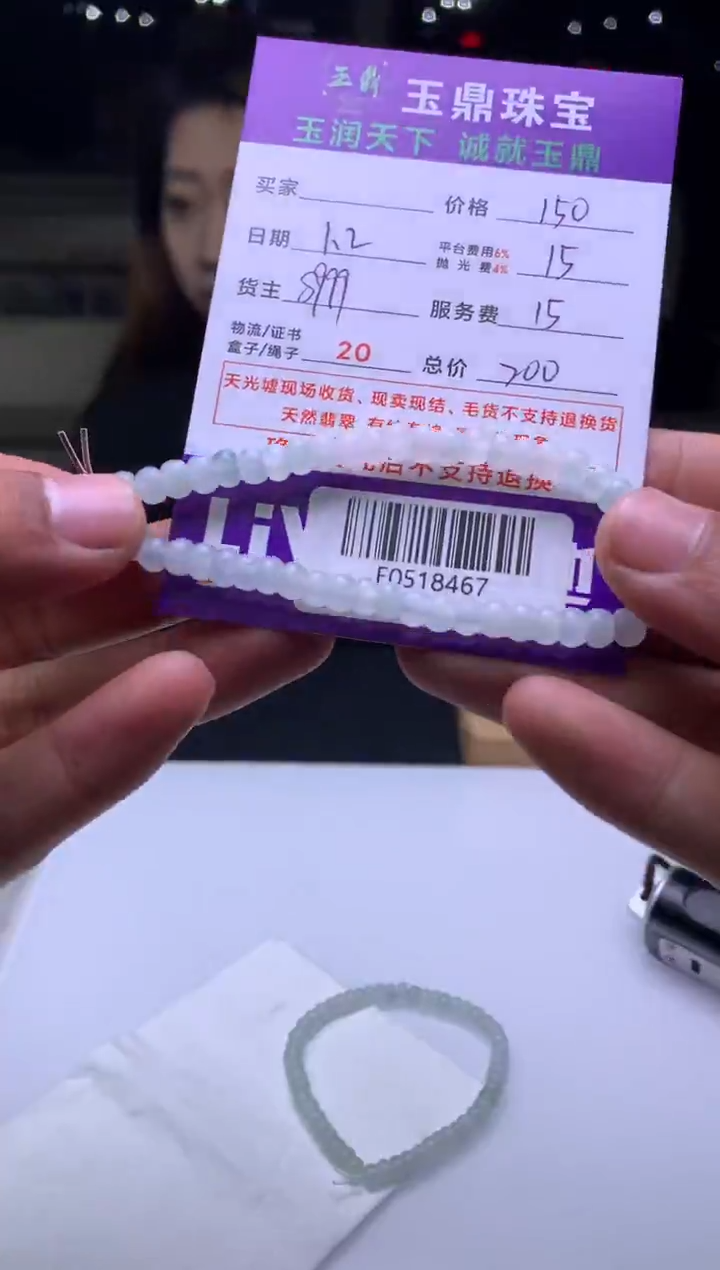 玉鼎 玉鼎珠宝
玉润天下 诚就玉鼎
买家 价格 150
日期 1.2 平台费用6% 抛光费4% 15
货主 8999 服务费 15
物流/证书
盒子/绳子 20 总价 200
天光墟现场收货、现卖现结、毛货不支持退换货
天然翡翠
不支持退换
Liv
F0518467